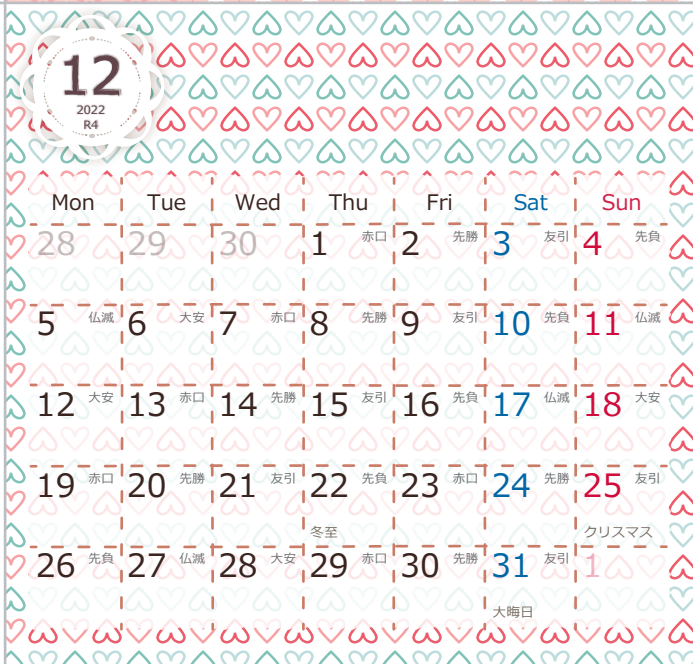 12
2022
R4
Mon Tue Wed Thu Fri Sat Sun
28 29 30 1 赤口 2 先勝 3 友引 4 先負
5 仏滅 6 大安 7 赤口 8 先勝 9 友引 10 先負 11 仏滅
12 大安 13 赤口 14 先勝 15 友引 16 先負 17 仏滅 18 大安
19 赤口 20 先勝 21 友引 22 先負 23 赤口 24 先勝 25 友引
冬至 クリスマス
26 先負 27 仏滅 28 大安 29 赤口 30 先勝 31 友引 1
大晦日